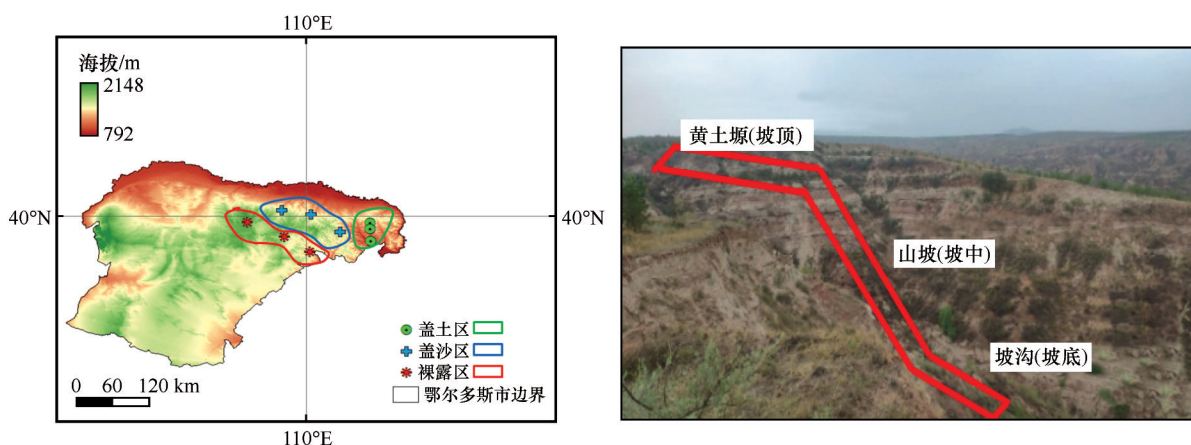 110°E
海拔/m
2148
792
40°N
40°N
盖土区
盖沙区
裸露区
鄂尔多斯市边界
0 60 120 km
110°E
黄土塬(坡顶)
山坡(坡中)
坡沟(坡底)